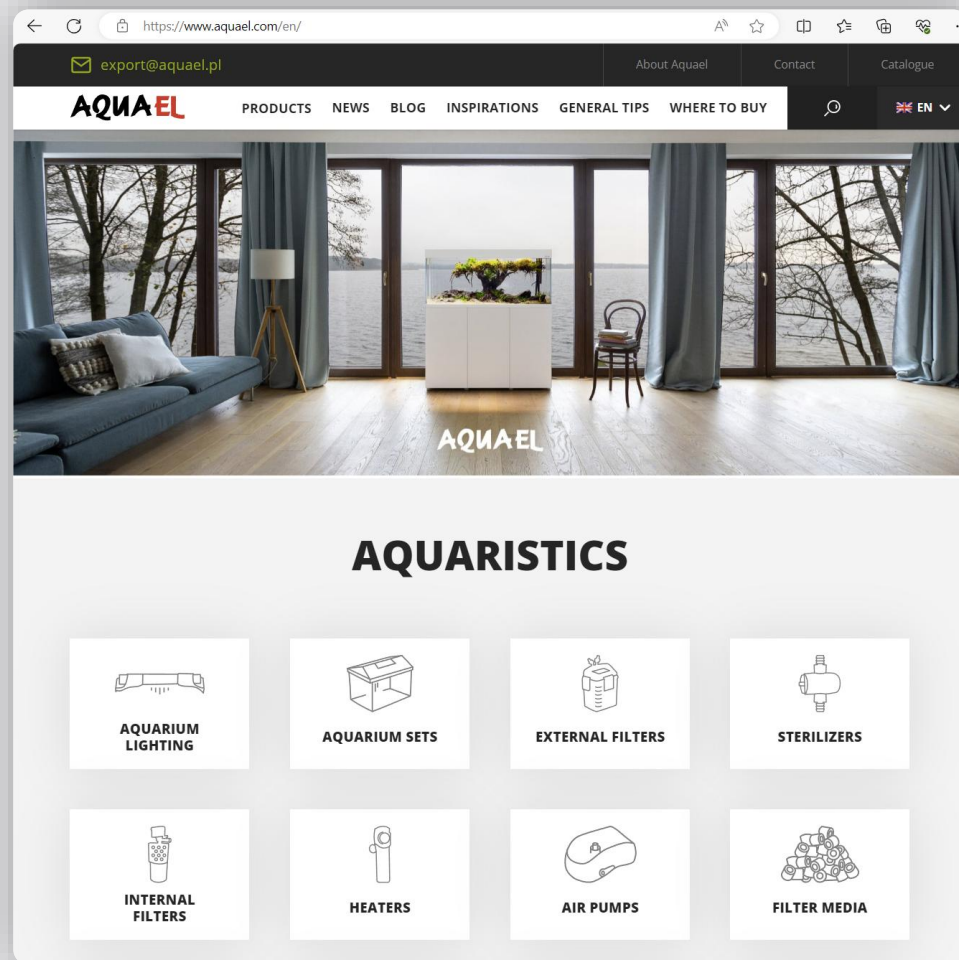 https://www.aquael.com/en/
export@aquael.pl
About Aquael
Contact
Catalogue
AQUAEL
PRODUCTS
NEWS
BLOG
INSPIRATIONS
GENERAL TIPS
WHERE TO BUY
EN
AQUAEL
AQUARISTICS
AQUARIUM
LIGHTING
AQUARIUM SETS
EXTERNAL FILTERS
STERILIZERS
INTERNAL
FILTERS
HEATERS
AIR PUMPS
FILTER MEDIA